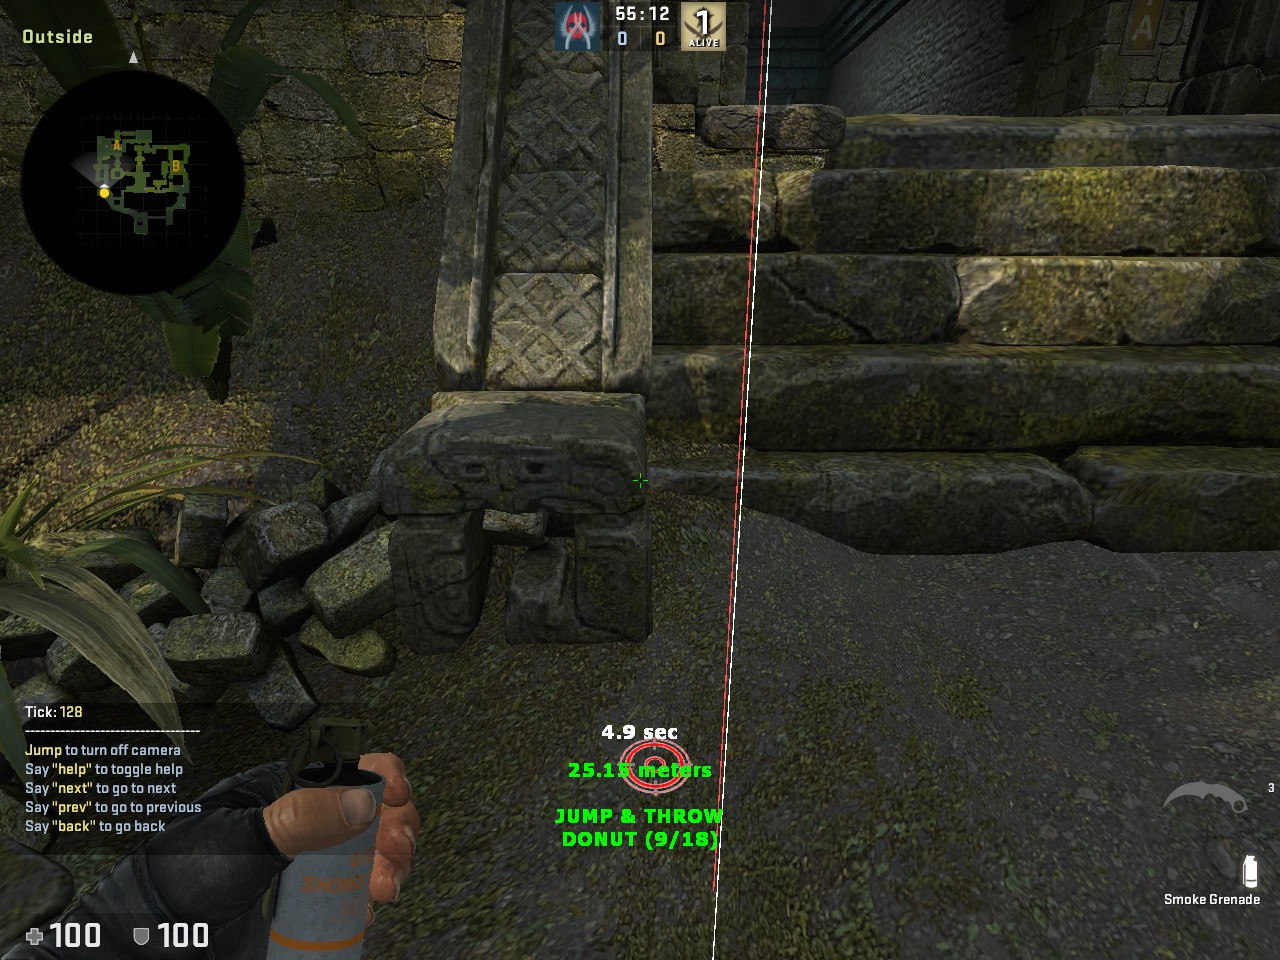 Outside
55:12
0 0
1
ALIVE
A
A
B
Tick: 128
Jump to turn off camera
Say "help" to toggle help
Say "next" to go to next
Say "prev" to go to previous
Say "back" to go back
4.9 sec
25.15 meters
JUMP & THROW
DONUT (9/18)
3
SMOKE
Smoke Grenade
100 100